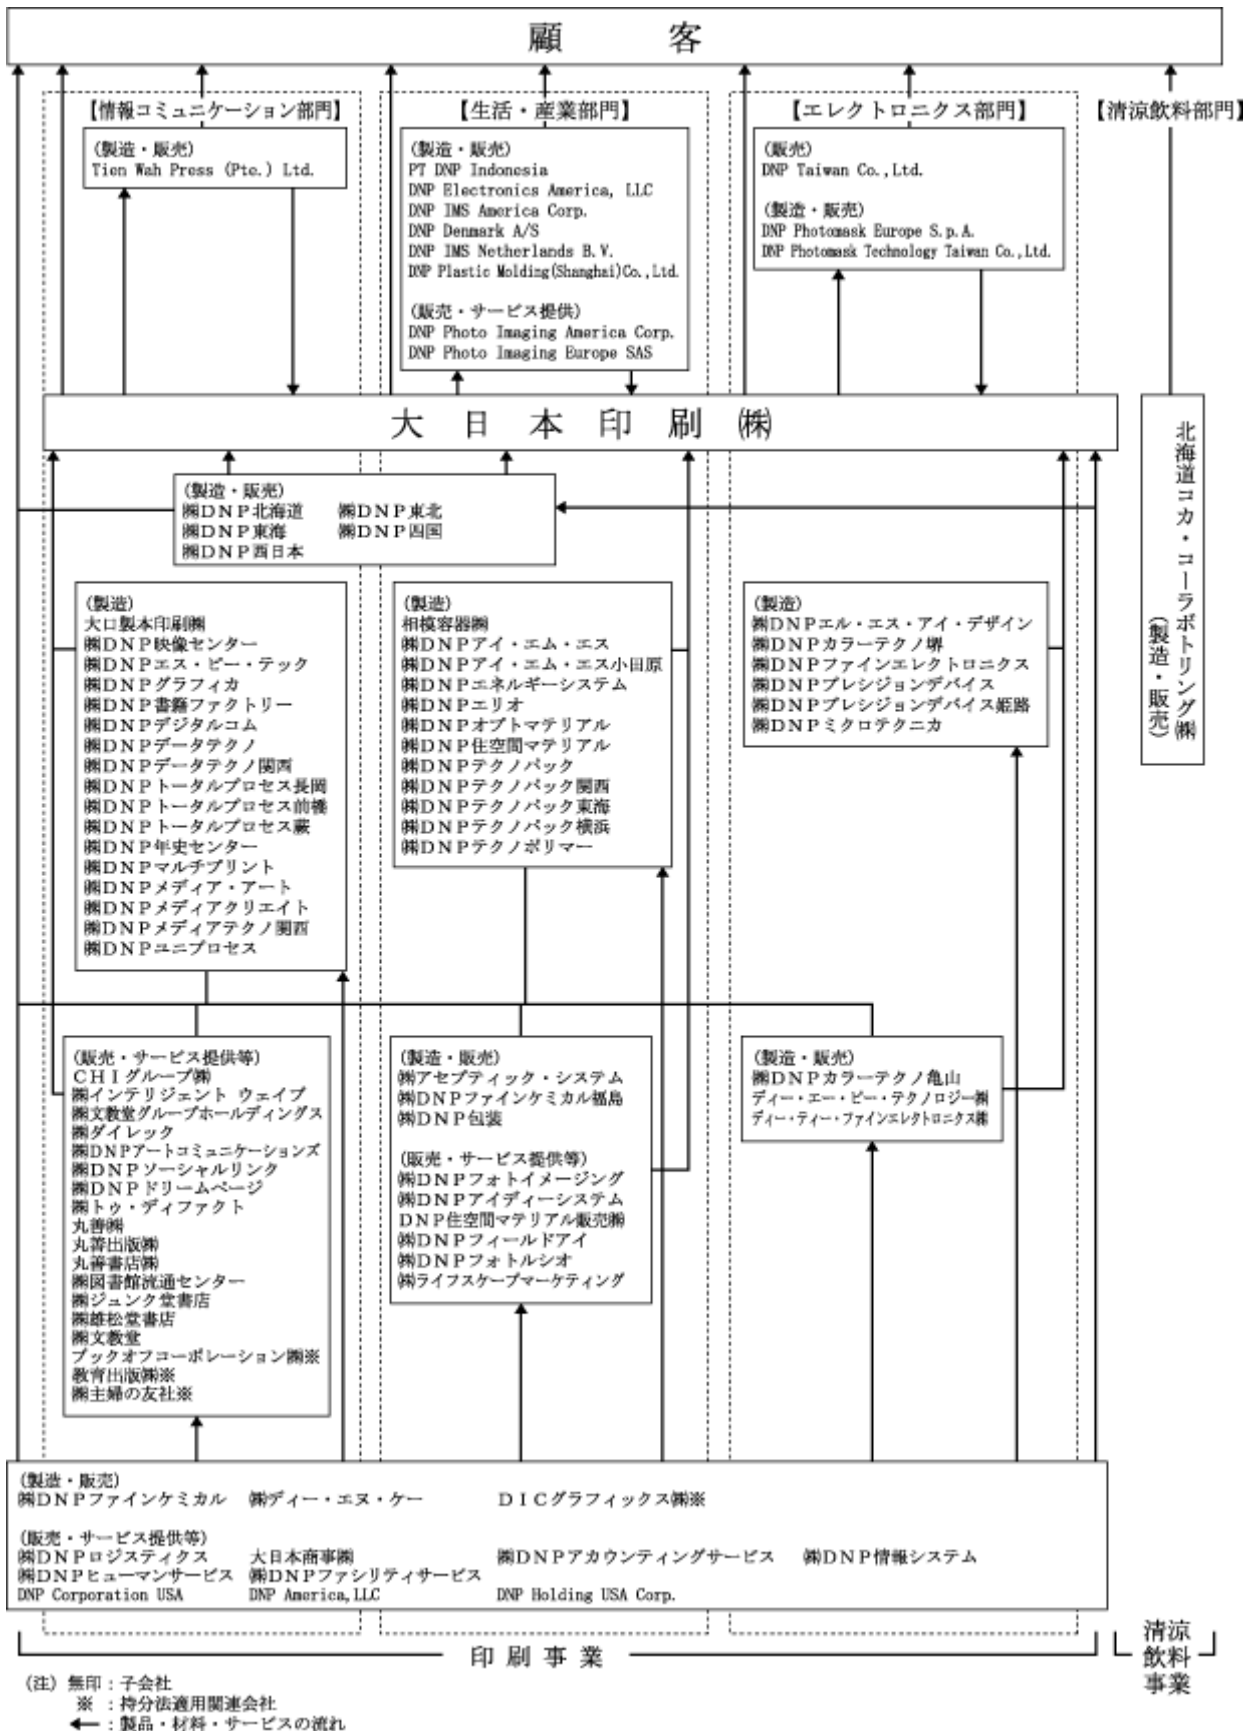 顧客
【情報コミュニケーション部門】
(製造・販売)
Tien Wah Press (Pte.) Ltd.
【生活・産業部門】
(製造・販売)
PT DNP Indonesia
DNP Electronics America, LLC
DNP IMS America Corp.
DNP Denmark A/S
DNP IMS Netherlands B.V.
DNP Plastic Molding(Shanghai)Co.,Ltd.
(販売・サービス提供)
DNP Photo Imaging America Corp.
DNP Photo Imaging Europe SAS
【エレクトロニクス部門】
(販売)
DNP Taiwan Co.,Ltd.
(製造・販売)
DNP Photomask Europe S.p.A.
DNP Photomask Technology Taiwan Co.,Ltd.
【清涼飲料部門】
大日本印刷㈱
北海道コカ・コーラボトリング㈱
(製造・販売)
(製造・販売)
㈱DNP北海道 ㈱DNP東北
㈱DNP東海 ㈱DNP四国
㈱DNP西日本
(製造)
大口製本印刷㈱
㈱DNP映像センター
㈱DNPエス・ピー・テック
㈱DNPグラフィカ
㈱DNP書籍ファクトリー
㈱DNPデジタルコム
㈱DNPデータテクノ
㈱DNPデータテクノ関西
㈱DNPトータルプロセス長岡
㈱DNPトータルプロセス前橋
㈱DNPトータルプロセス蕨
㈱DNP年史センター
㈱DNPマルチプリント
㈱DNPメディア・アート
㈱DNPメディアクリエイト
㈱DNPメディアテクノ関西
㈱DNPユニプロセス
(製造)
相模容器㈱
㈱DNPアイ・エム・エス
㈱DNPアイ・エム・エス小田原
㈱DNPエネルギーシステム
㈱DNPエリオ
㈱DNPオプトマテリアル
㈱DNP住空間マテリアル
㈱DNPテクノパック
㈱DNPテクノパック関西
㈱DNPテクノパック東海
㈱DNPテクノパック横浜
㈱DNPテクノポリマー
(製造)
㈱DNPエル・エス・アイ・デザイン
㈱DNPカラーテクノ堺
㈱DNPファインエレクトロニクス
㈱DNPプレシジョンデバイス
㈱DNPプレシジョンデバイス姫路
㈱DNPミクロテクニカ
(販売・サービス提供等)
CHIグループ㈱
㈱インテリジェント ウェイブ
㈱文教堂グループホールディングス
㈱ダイレック
㈱DNPアートコミュニケーションズ
㈱DNPソーシャルリンク
㈱DNPドリームページ
㈱トゥ・ディファクト
丸善㈱
丸善出版㈱
丸善書店㈱
㈱図書館流通センター
㈱ジュンク堂書店
㈱雄松堂書店
㈱文教堂
ブックオフコーポレーション㈱※
教育出版㈱※
㈱主婦の友社※
(製造・販売)
㈱アセプティック・システム
㈱DNPファインケミカル福島
㈱DNP包装
(販売・サービス提供等)
㈱DNPフォトイメージング
㈱DNPアイディーシステム
DNP住空間マテリアル販売㈱
㈱DNPフィールドアイ
㈱DNPフォトルシオ
㈱ライフスケープマーケティング
(製造・販売)
㈱DNPカラーテクノ亀山
ディー・エー・ピー・テクノロジー㈱
ディー・ティー・ファインエレクトロニクス㈱
(製造・販売)
㈱DNPファインケミカル ㈱ディー・エヌ・ケー DICグラフィックス㈱※
(販売・サービス提供等)
㈱DNPロジスティクス 大日本商事㈱ ㈱DNPアカウンティングサービス ㈱DNP情報システム
㈱DNPヒューマンサービス ㈱DNPファシリティサービス
DNP Corporation USA DNP America,LLC DNP Holding USA Corp.
印刷事業
清涼
飲料
事業
(注) 無印：子会社
※ ：持分法適用関連会社
←：製品・材料・サービスの流れ